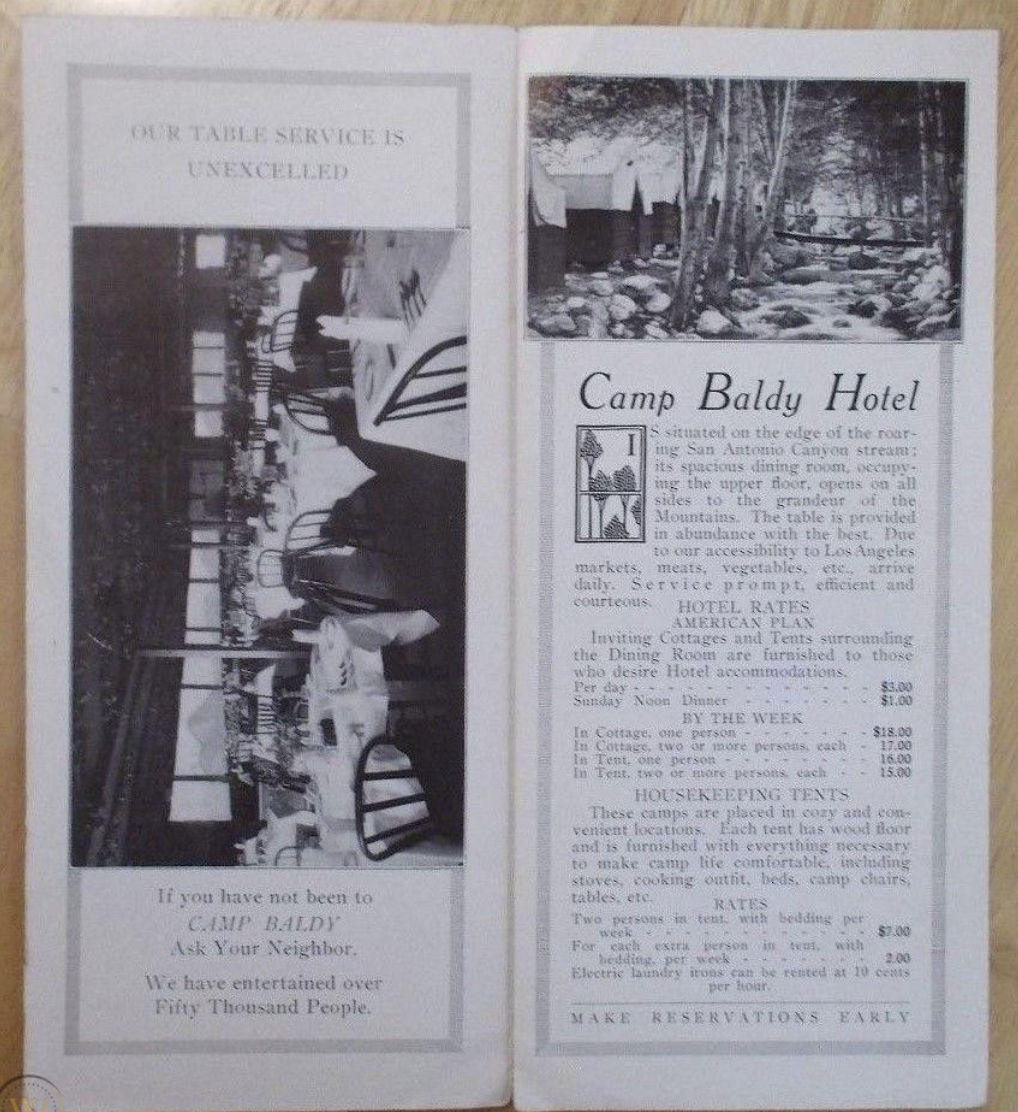 OUR TABLE SERVICE IS
UNEXCELLED
If you have not been to
CAMP BALDY
Ask Your Neighbor.
We have entertained over
Fifty Thousand People.
Camp Baldy Hotel
IS situated on the edge of the roar-
ing San Antonio Canyon stream;
its spacious dining room, occupy-
ing the upper floor, opens on all
sides to the grandeur of the
Mountains. The table is provided
in abundance with the best. Due
to our accessibility to Los Angeles
markets, meats, vegetables, etc., arrive
daily. Service prompt, efficient and
courteous.
HOTEL RATES
AMERICAN PLAN
Inviting Cottages and Tents surrounding
the Dining Room are furnished to those
who desire Hotel accommodations.
Per day - - - - - - - - - - - - - $3.00
Sunday Noon Dinner - - - - - - - $1.00
BY THE WEEK
In Cottage, one person - - - - - - - $18.00
In Cottage, two or more persons, each - 17.00
In Tent, one person - - - - - - - - 16.00
In Tent, two or more persons, each - - 15.00
HOUSEKEEPING TENTS
These camps are placed in cozy and con-
venient locations. Each tent has wood floor
and is furnished with everything necessary
to make camp life comfortable, including
stoves, cooking outfit, beds, camp chairs,
tables, etc.
RATES
Two persons in tent, with bedding per
week - - - - - - - - - - - - $7.00
For each extra person in tent, with
bedding, per week - - - - - - - 2.00
Electric laundry irons can be rented at 10 cents
per hour.
MAKE RESERVATIONS EARLY